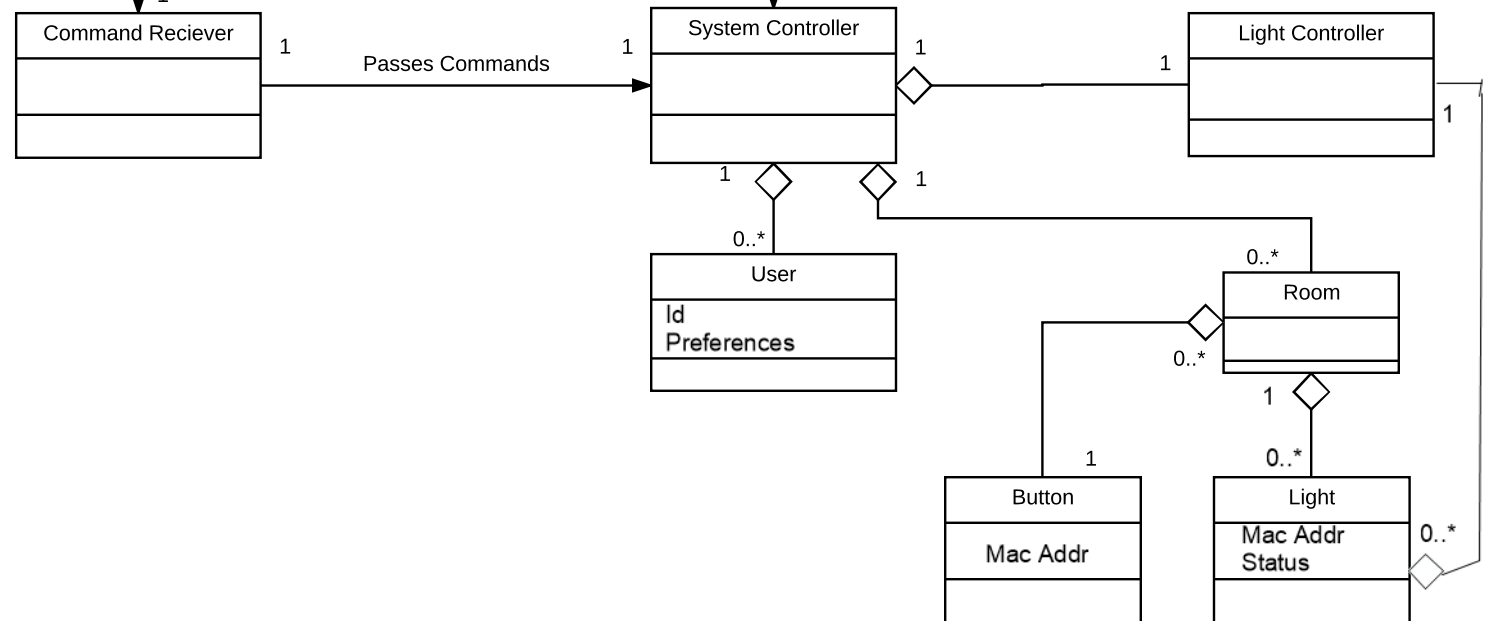 1
Command Reciever
System Controller
Light Controller
1
Passes Commands
1
1
1
1
1
1
0..*
User
Id
Preferences
0..*
Room
0..*
1
1
0..*
Button
Light
Mac Addr
Mac Addr
Status
0..*